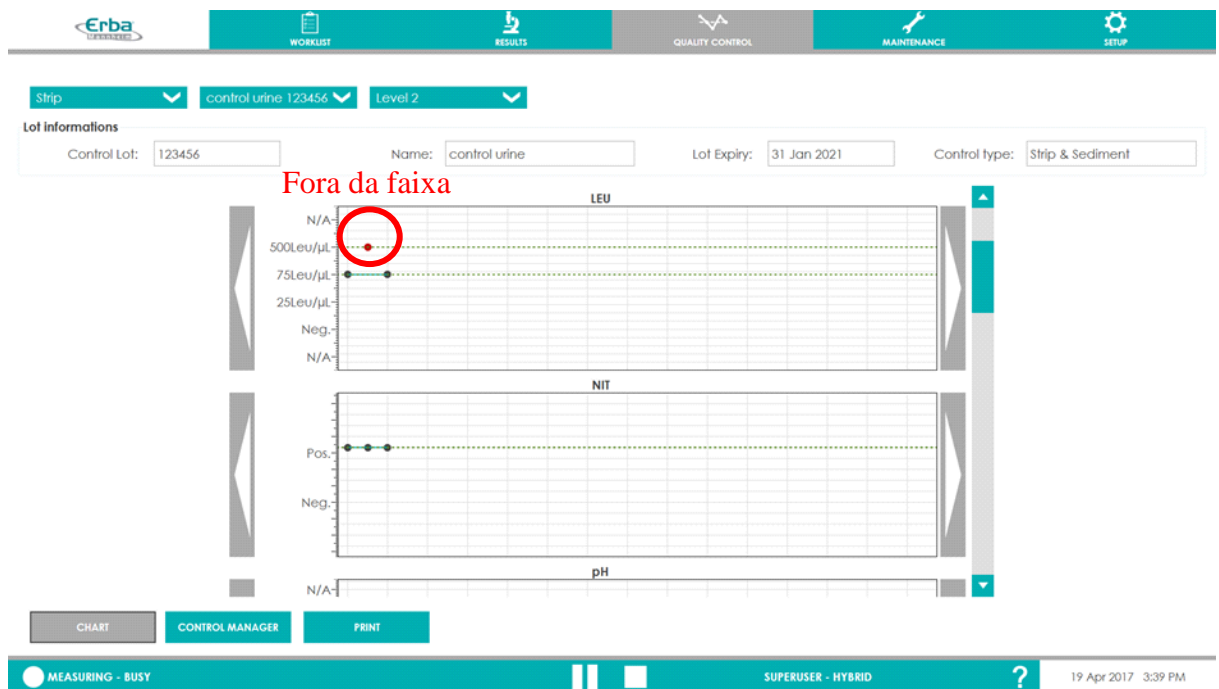 Erba
Mannheim
WORKLIST
RESULTS
QUALITY CONTROL
MAINTENANCE
SETUP
Strip
control urine 123456
Level 2
Lot informations
Control Lot: 123456
Name: control urine
Lot Expiry: 31 Jan 2021
Control type: Strip & Sediment
Fora da faixa
LEU
N/A
500Leu/µL
75Leu/µL
25Leu/µL
Neg.
N/A
NIT
Pos.
Neg.
pH
N/A
CHART
CONTROL MANAGER
PRINT
MEASURING - BUSY
SUPERUSER - HYBRID
?
19 Apr 2017 3:39 PM